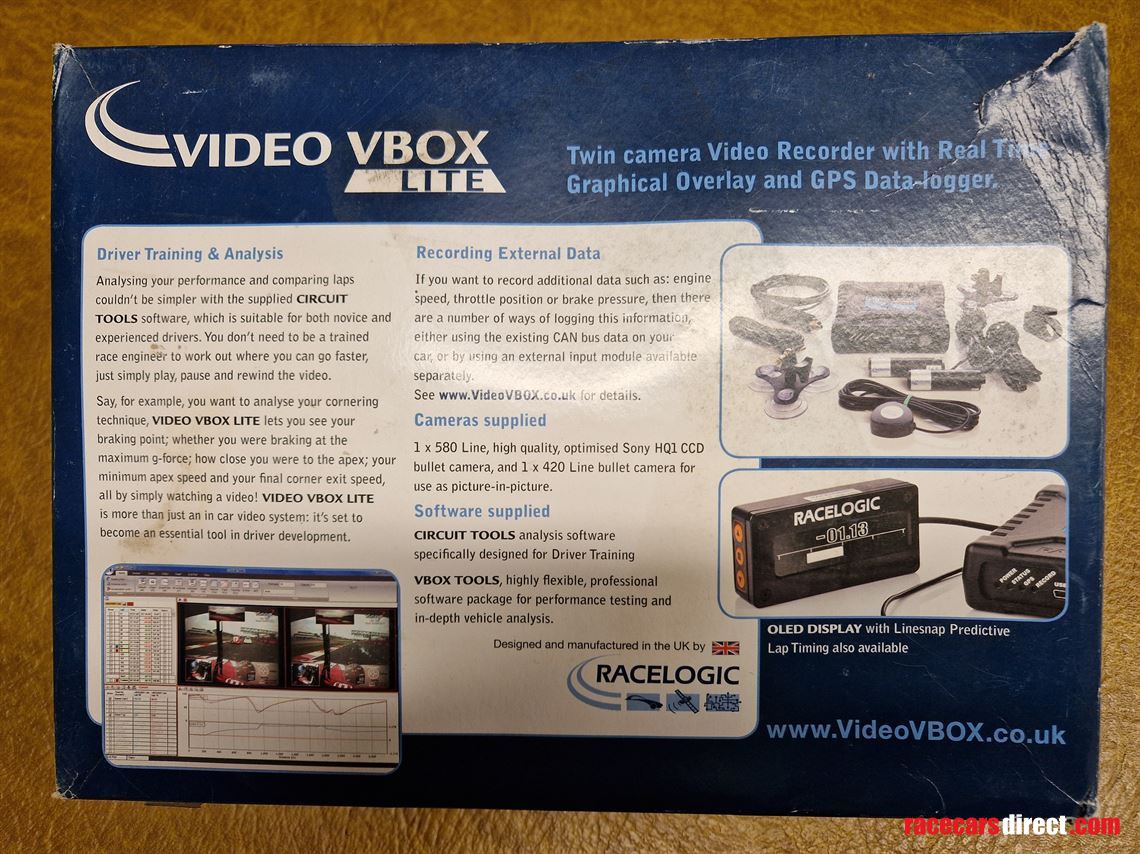 VIDEO VBOX
LITE
Twin camera Video Recorder with Real Time
Graphical Overlay and GPS Data-logger.
Driver Training & Analysis
Analysing your performance and comparing laps
couldn't be simpler with the supplied CIRCUIT
TOOLS software, which is suitable for both novice and
experienced drivers. You don't need to be a trained
race engineer to work out where you can go faster,
just simply play, pause and rewind the video.
Say, for example, you want to analyse your cornering
technique, VIDEO VBOX LITE lets you see your
braking point; whether you were braking at the
maximum g-force; how close you were to the apex; your
minimum apex speed and your final corner exit speed,
all by simply watching a video! VIDEO VBOX LITE
is more than just an in car video system: it's set to
become an essential tool in driver development.
Recording External Data
If you want to record additional data such as: engine
speed, throttle position or brake pressure, then there
are a number of ways of logging this information,
either using the existing CAN bus data on your
car, or by using an external input module available
separately.
See www.VideoVBOX.co.uk for details.
Cameras supplied
1 x 580 Line, high quality, optimised Sony HQ1 CCD
bullet camera, and 1 x 420 Line bullet camera for
use as picture-in-picture.
Software supplied
CIRCUIT TOOLS analysis software
specifically designed for Driver Training
VBOX TOOLS, highly flexible, professional
software package for performance testing and
in-depth vehicle analysis.
Designed and manufactured in the UK by
RACELOGIC
RACELOGIC
-01.13
POWER
STATUS
GPS
RECORD
OLED DISPLAY with Linesnap Predictive
Lap Timing also available
www.VideoVBOX.co.uk
racecarsdirect.com